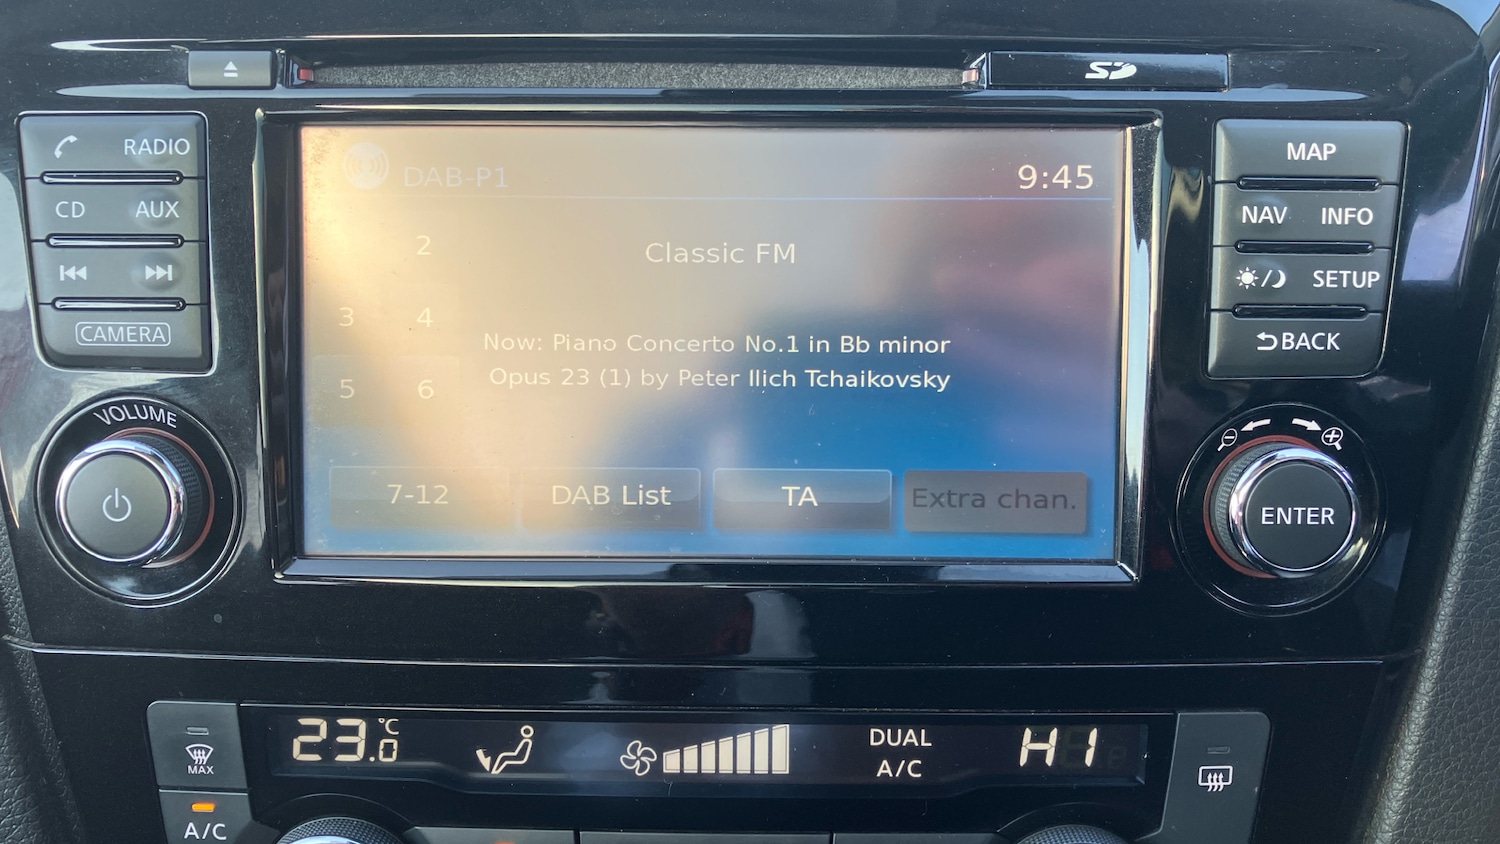 SD
RADIO
CD AUX
CAMERA
VOLUME
DAB-P1
9:45
2
3 4
5 6
Classic FM
Now: Piano Concerto No.1 in Bb minor
Opus 23 (1) by Peter Ilich Tchaikovsky
7-12 DAB List TA Extra chan.
MAP
NAV INFO
SETUP
BACK
ENTER
MAX
A/C
23.0 °C
DUAL
A/C
HI